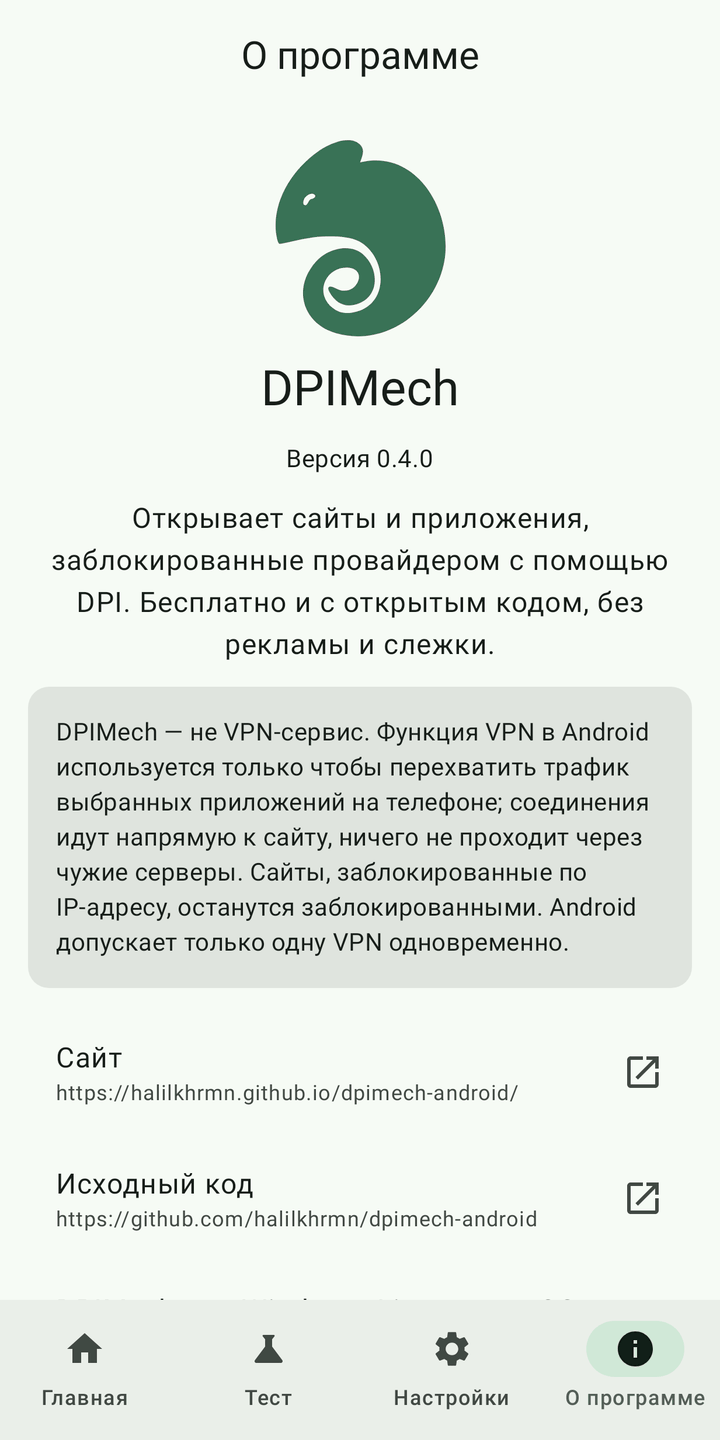 О программе
DPIMech
Версия 0.4.0
Открывает сайты и приложения,
заблокированные провайдером с помощью
DPI. Бесплатно и с открытым кодом, без
рекламы и слежки.
DPIMech — не VPN-сервис. Функция VPN в Android
используется только чтобы перехватить трафик
выбранных приложений на телефоне; соединения
идут напрямую к сайту, ничего не проходит через
чужие серверы. Сайты, заблокированные по
IP-адресу, останутся заблокированными. Android
допускает только одну VPN одновременно.
Сайт
https://halilkhrmn.github.io/dpimech-android/
Исходный код
https://github.com/halilkhrmn/dpimech-android
Главная
Тест
Настройки
О программе